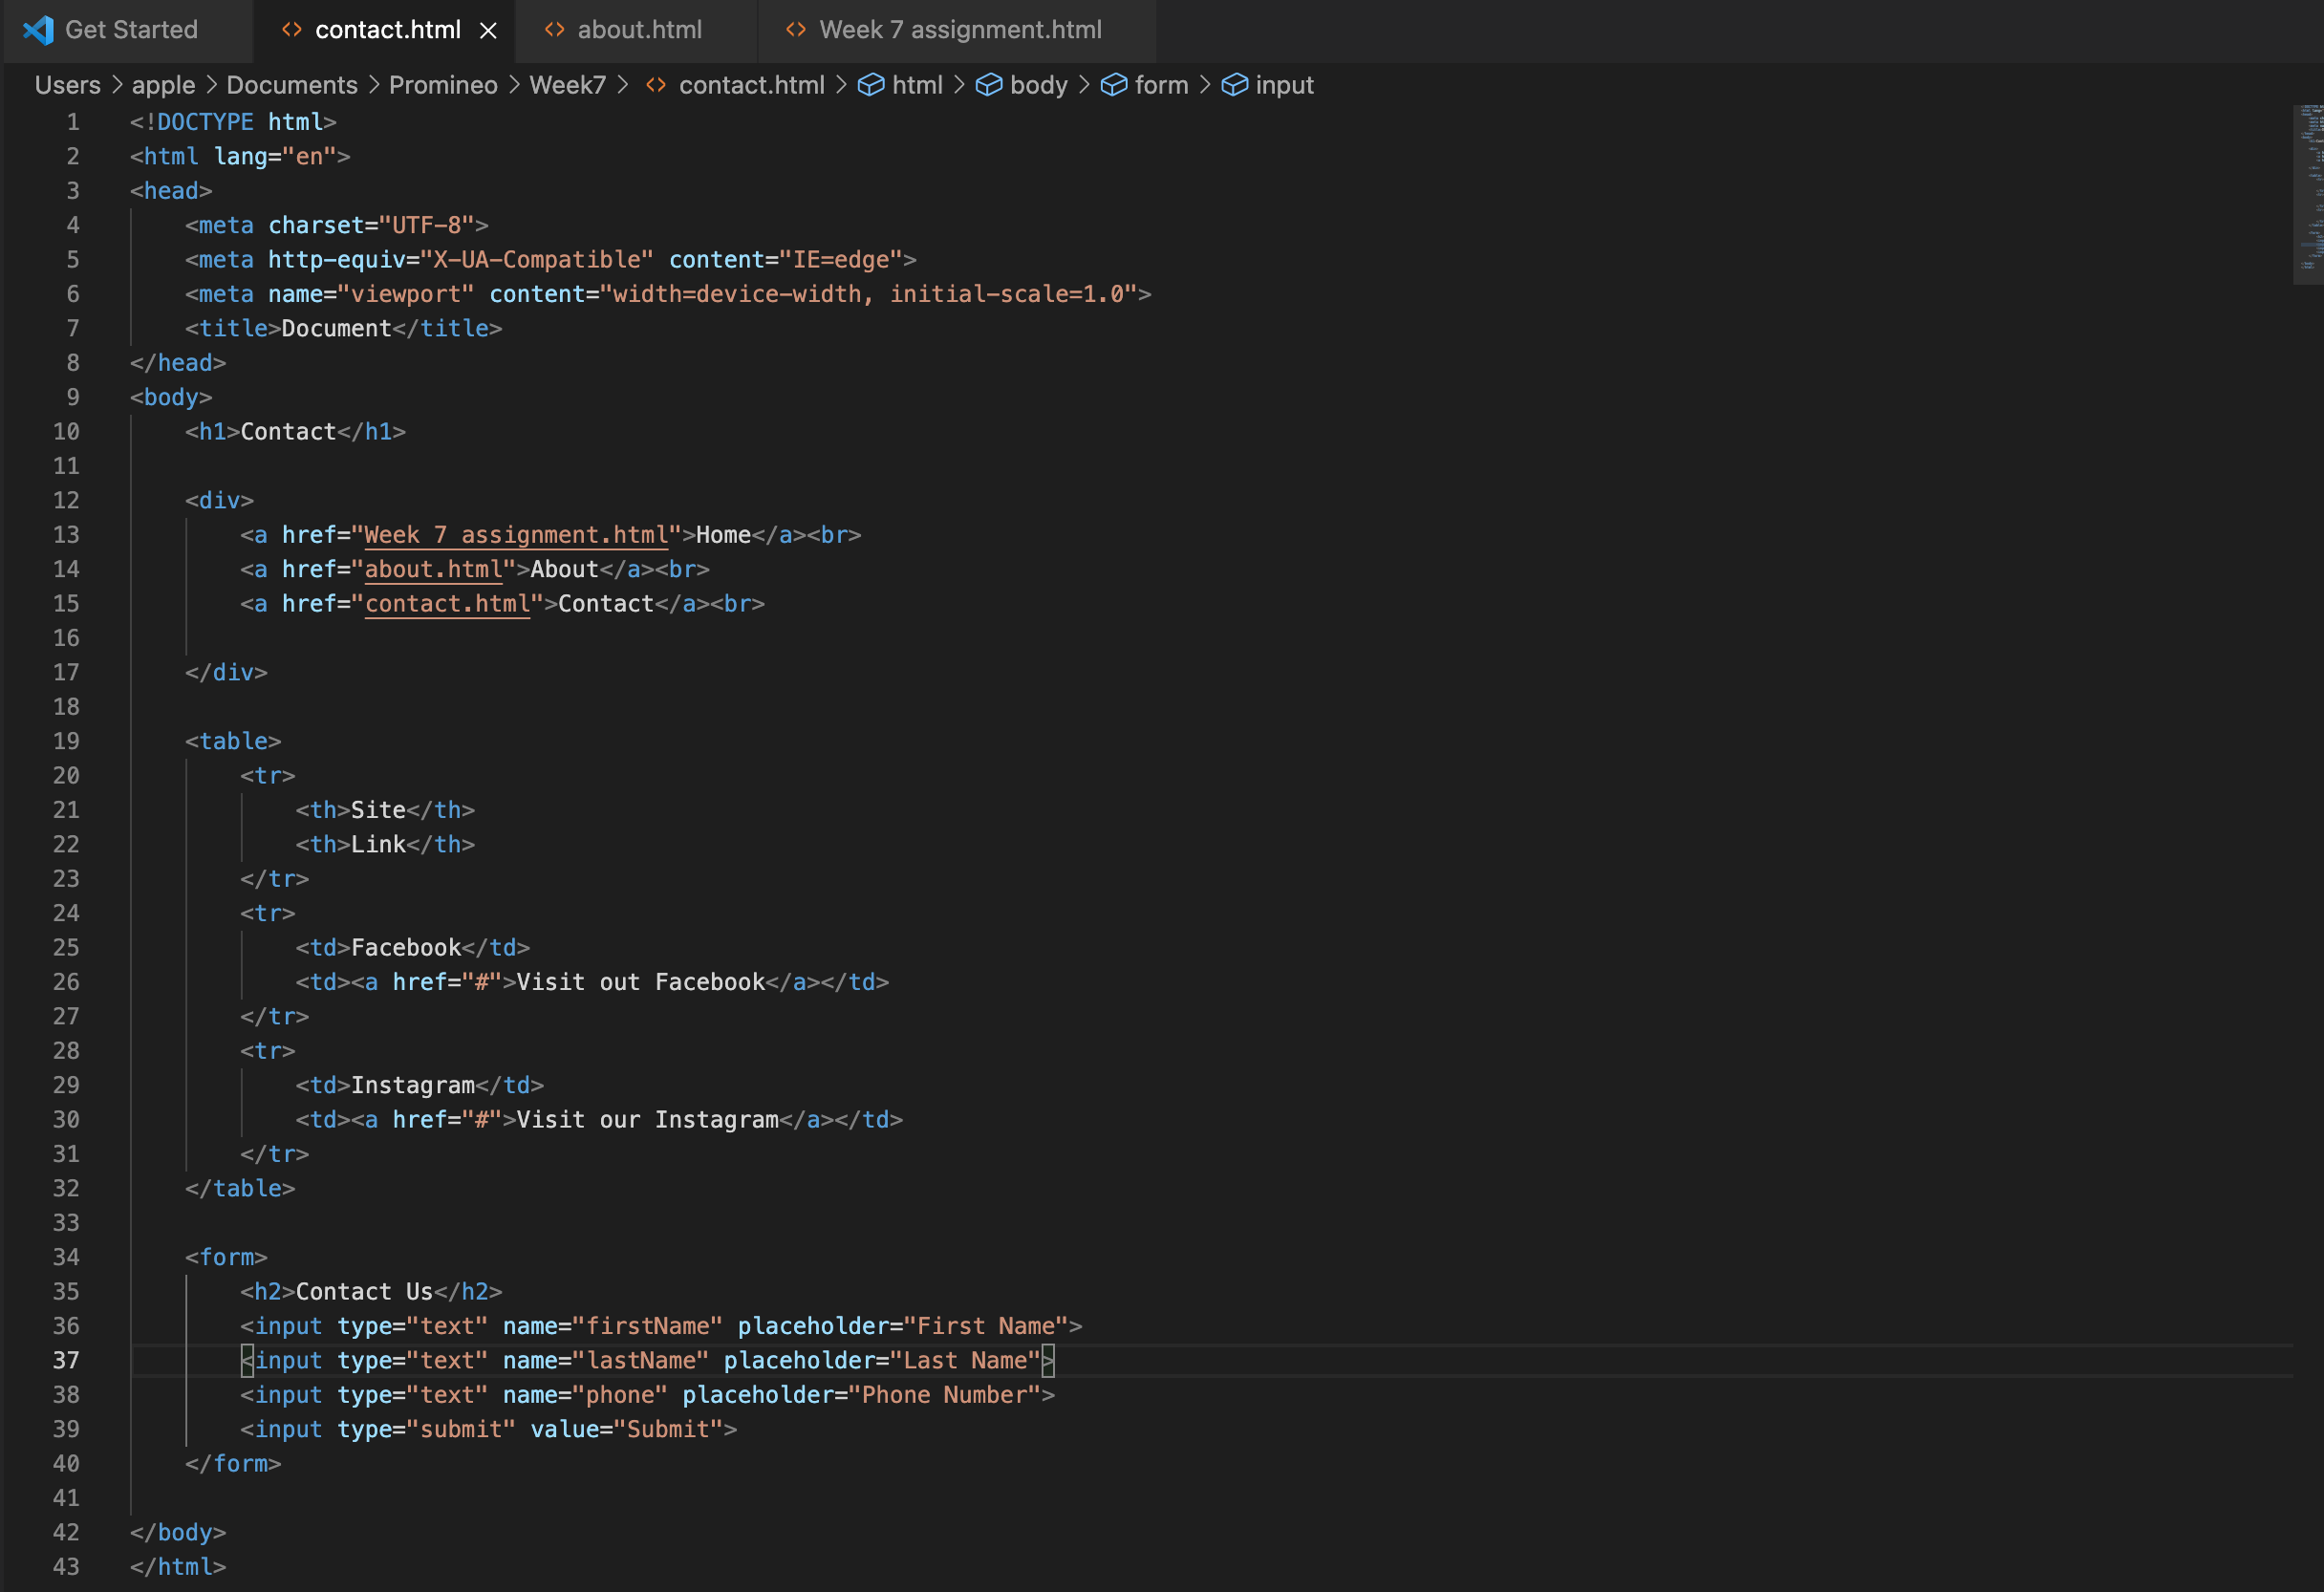 Get Started contact.html about.html Week 7 assignment.html
Users > apple > Documents > Promineo > Week7 > <> contact.html > html > body > form > input
1 <!DOCTYPE html>
2 <html lang="en">
3 <head>
4     <meta charset="UTF-8">
5     <meta http-equiv="X-UA-Compatible" content="IE=edge">
6     <meta name="viewport" content="width=device-width, initial-scale=1.0">
7     <title>Document</title>
8 </head>
9 <body>
10     <h1>Contact</h1>
11
12     <div>
13         <a href="Week 7 assignment.html">Home</a><br>
14         <a href="about.html">About</a><br>
15         <a href="contact.html">Contact</a><br>
16
17     </div>
18
19     <table>
20         <tr>
21             <th>Site</th>
22             <th>Link</th>
23         </tr>
24         <tr>
25             <td>Facebook</td>
26             <td><a href="#">Visit out Facebook</a></td>
27         </tr>
28         <tr>
29             <td>Instagram</td>
30             <td><a href="#">Visit our Instagram</a></td>
31         </tr>
32     </table>
33
34     <form>
35         <h2>Contact Us</h2>
36         <input type="text" name="firstName" placeholder="First Name">
37         <input type="text" name="lastName" placeholder="Last Name">
38         <input type="text" name="phone" placeholder="Phone Number">
39         <input type="submit" value="Submit">
40     </form>
41
42 </body>
43 </html>